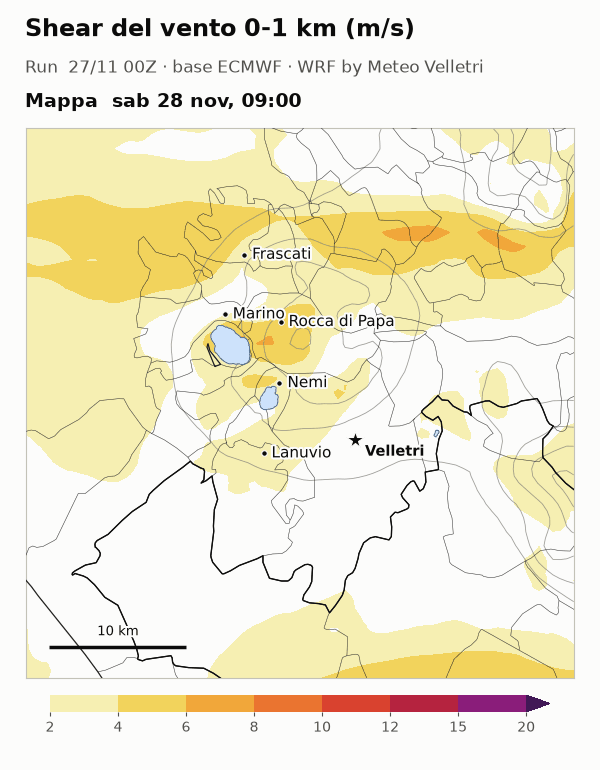 Shear del vento 0-1 km (m/s)
Run  27/11 00Z · base ECMWF · WRF by Meteo Velletri
Mappa  sab 28 nov, 09:00
Frascati
Marino
Rocca di Papa
Nemi
Velletri
Lanuvio
10 km
2 4 6 8 10 12 15 20